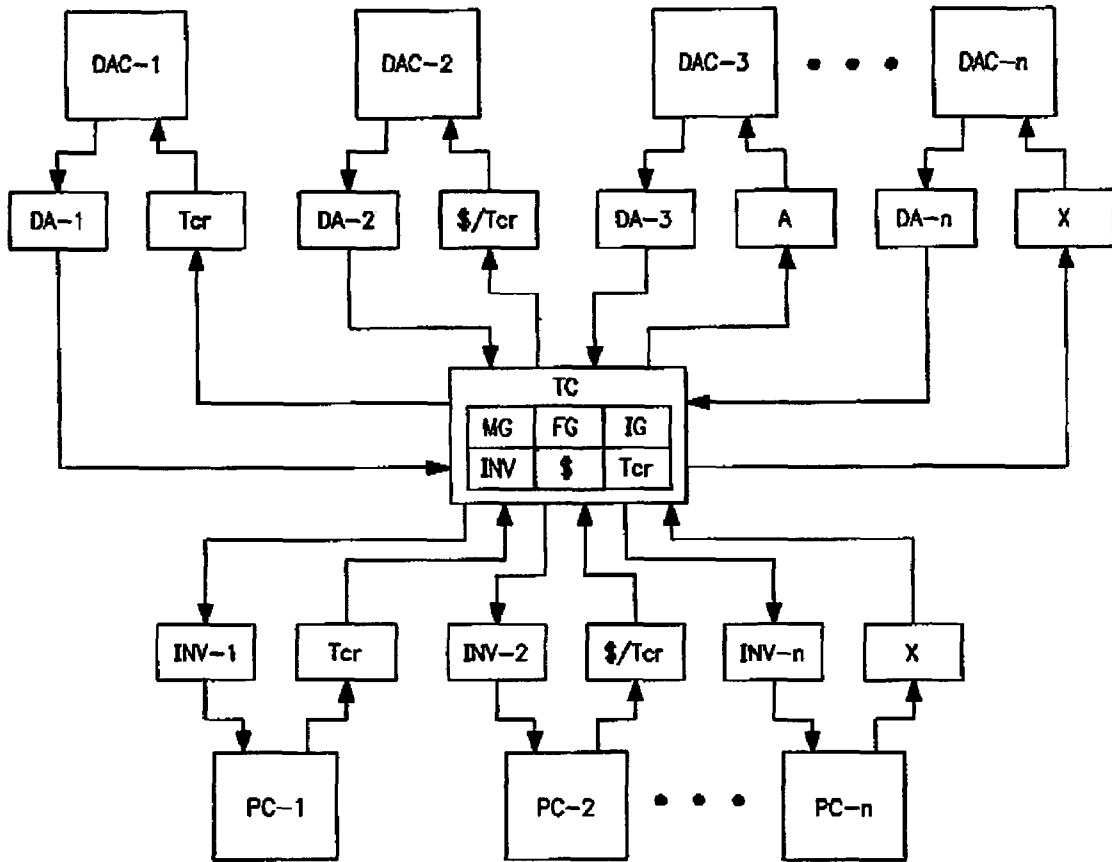 DAC-1 DAC-2 DAC-3 • • • DAC-n
DA-1 Tcr DA-2 $/Tcr DA-3 A DA-n X
TC
MG FG IG
INV $ Tcr
INV-1 Tcr INV-2 $/Tcr INV-n X
PC-1 PC-2 • • • PC-n